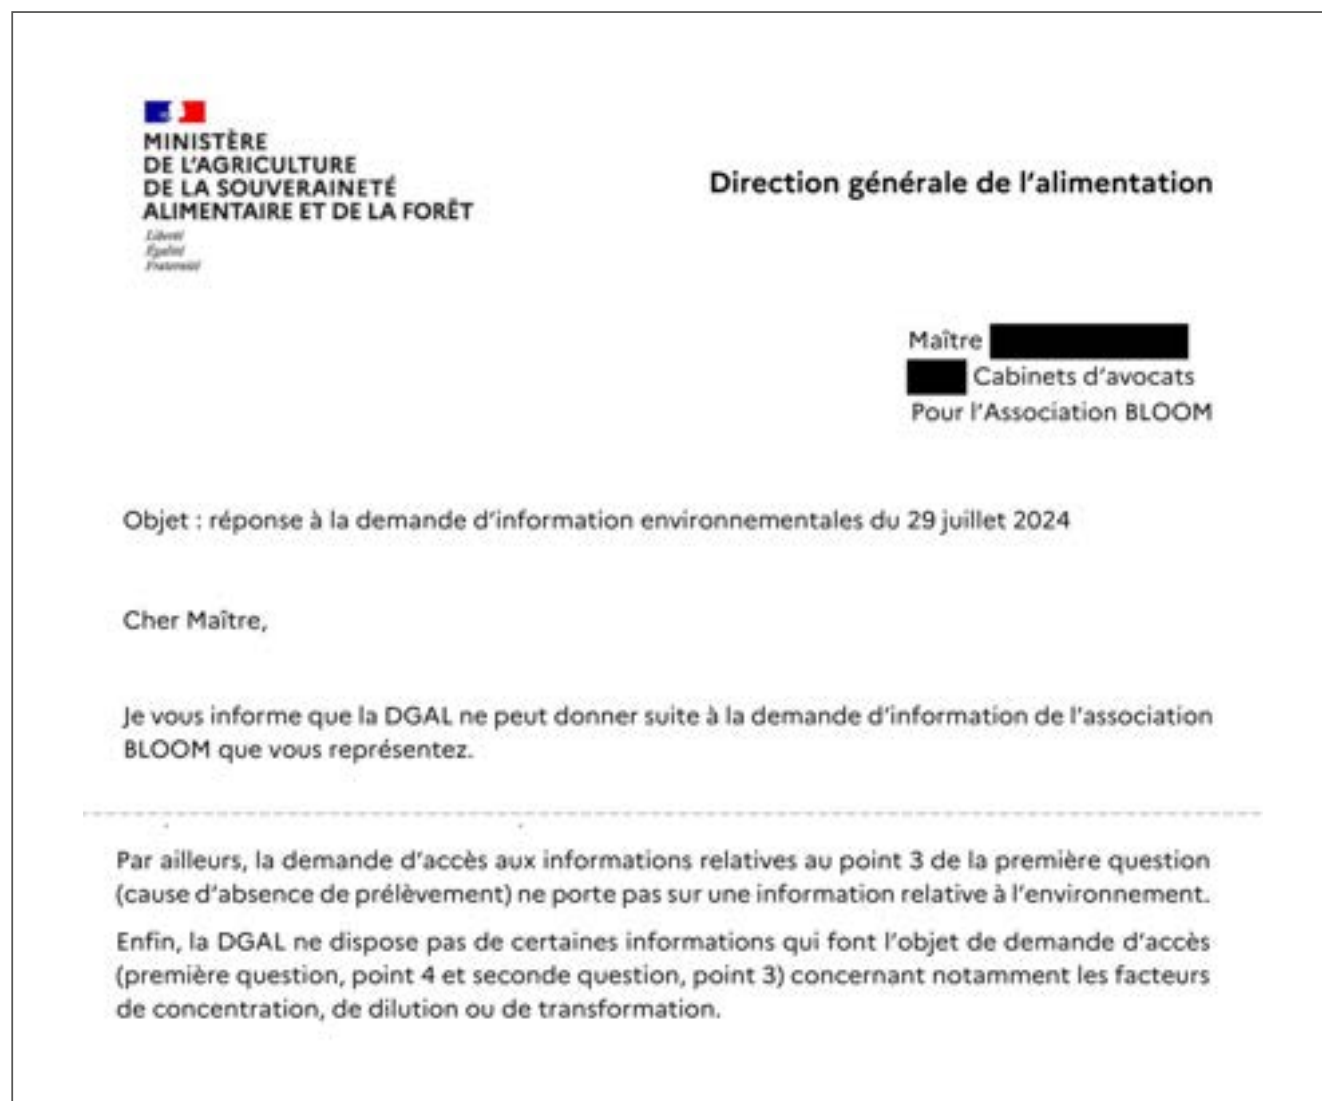 MINISTÈRE
DE L'AGRICULTURE
DE LA SOUVERAINETÉ
ALIMENTAIRE ET DE LA FORÊT
Liberté
Égalité
Fraternité
Direction générale de l'alimentation
Maître
Cabinets d'avocats
Pour l'Association BLOOM
Objet : réponse à la demande d'information environnementales du 29 juillet 2024
Cher Maître,
Je vous informe que la DGAL ne peut donner suite à la demande d'information de l'association
BLOOM que vous représentez.
Par ailleurs, la demande d'accès aux informations relatives au point 3 de la première question
(cause d'absence de prélèvement) ne porte pas sur une information relative à l'environnement.
Enfin, la DGAL ne dispose pas de certaines informations qui font l'objet de demande d'accès
(première question, point 4 et seconde question, point 3) concernant notamment les facteurs
de concentration, de dilution ou de transformation.